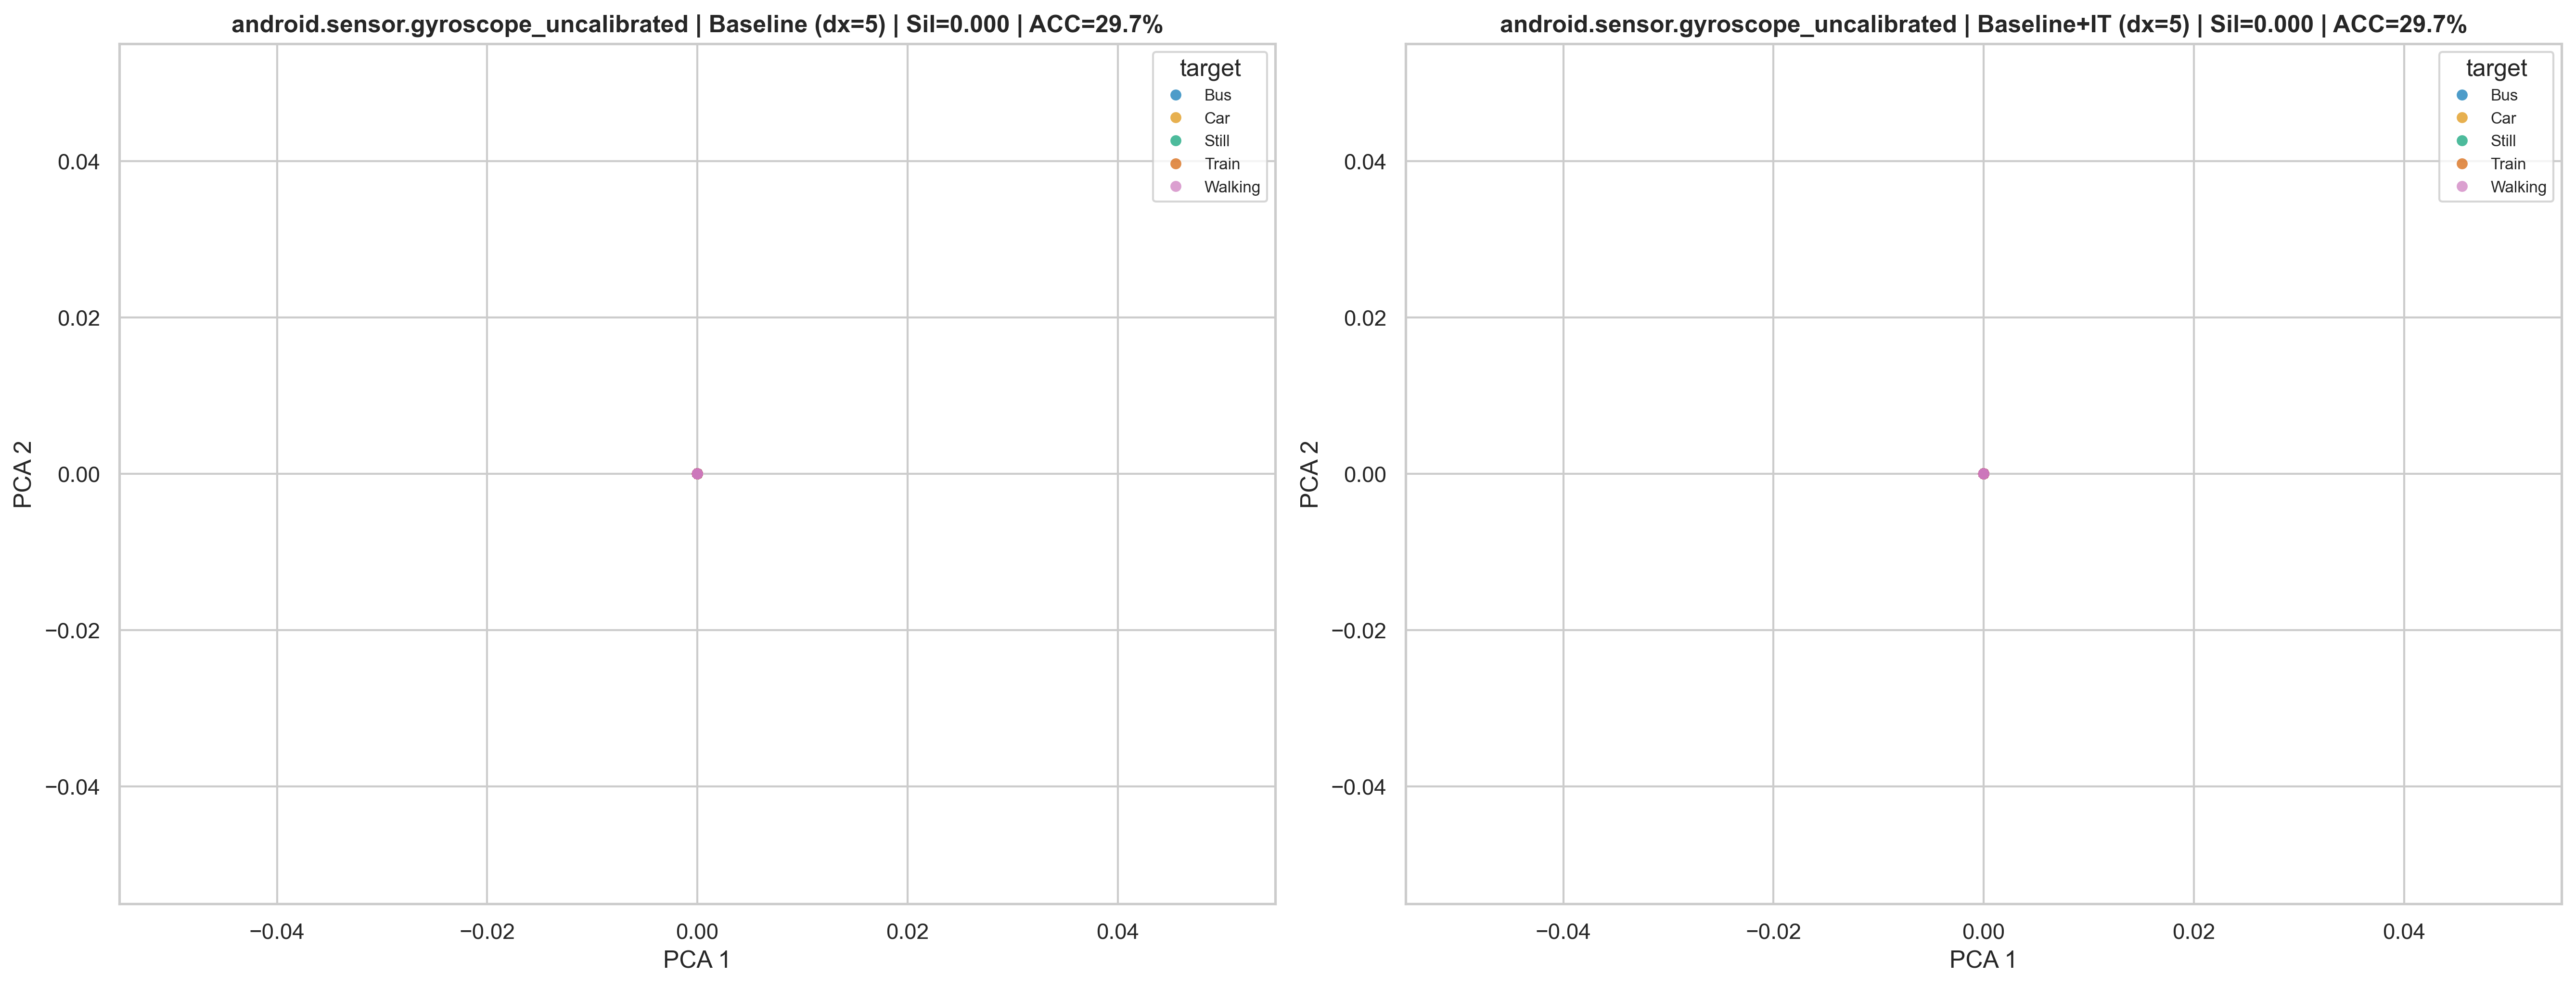 android.sensor.gyroscope_uncalibrated | Baseline (dx=5) | Sil=0.000 | ACC=29.7%
target
Bus
Car
Still
Train
Walking
0.04
0.02
0.00
−0.02
−0.04
PCA 2
−0.04
−0.02
0.00
0.02
0.04
PCA 1
android.sensor.gyroscope_uncalibrated | Baseline+IT (dx=5) | Sil=0.000 | ACC=29.7%
target
Bus
Car
Still
Train
Walking
0.04
0.02
0.00
−0.02
−0.04
PCA 2
−0.04
−0.02
0.00
0.02
0.04
PCA 1